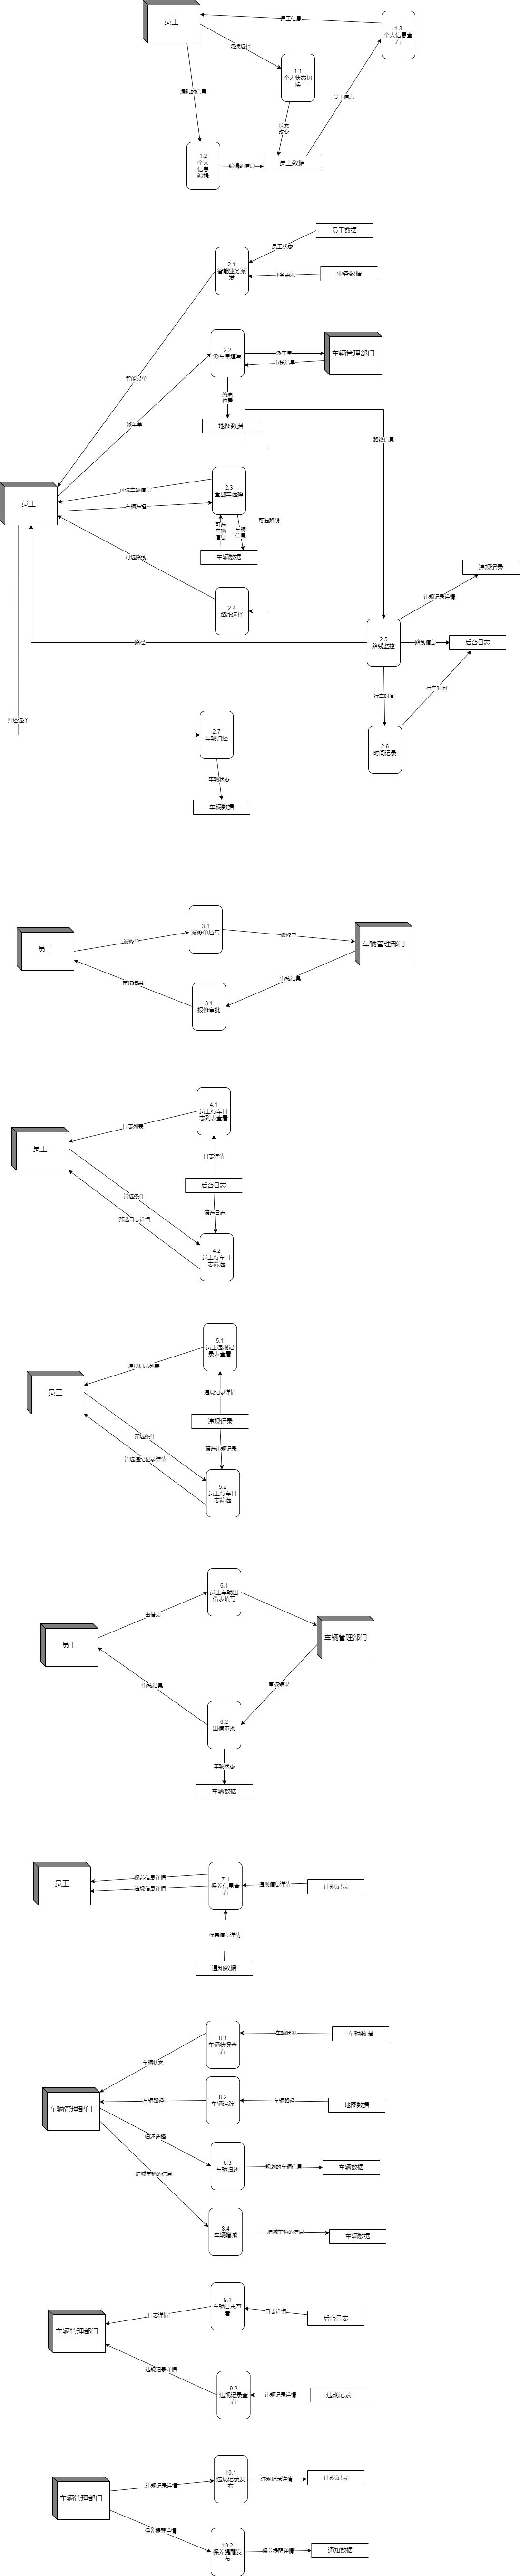 员工信息
员工
1.3
个人信息查
看
切换选择
1.1
个人状态切
换
编辑的信息
员工信息
状态
改变
1.2
个人
信息
编辑
编辑的信息
员工数据
员工数据
员工状态
2.1
智能业务派
发
业务需求
业务数据
2.2
派车单填写
派车单
审核结果
车辆管理部门
智能派单
终点
位置
派车单
地图数据
路线信息
2.3
查勤车选择
可选车辆信息
员工
车辆选择
可选路线
可选
车辆
信息
车辆
信息
可选路线
车辆数据
违规记录
2.4
路线选择
违规记录详情
2.5
路线监控
路径
路线信息
后台日志
行车时间
行车时间
归还选择
2.7
车辆归还
2.6
时间记录
车辆状态
车辆数据
3.1
派修单填写
派修单
派修单
员工
车辆管理部门
审核结果
审核结果
3.1
报修审批
4.1
员工行车日
志列表查看
日志列表
员工
日志详情
后台日志
筛选条件
筛选日志详情
筛选日志
4.2
员工行车日
志筛选
5.1
员工违规记
录表查看
违规记录列表
员工
违规记录详情
违规记录
筛选条件
筛选违规记录
筛选违记记录详情
5.2
员工行车日
志筛选
6.1
员工车辆出
借表填写
出借表
员工
车辆管理部门
审核结果
审核结果
6.2
出借审批
车辆状态
车辆数据
员工
保养信息详情
违规信息详情
7.1
保养信息查
看
违规信息详情
违规记录
保养信息详情
通知数据
8.1
车辆状况查
看
车辆状况
车辆数据
车辆状态
8.2
车辆追踪
车辆管理部门
车辆路径
车辆路径
地图数据
归还选择
8.3
车辆归还
规划的车辆信息
车辆数据
增减车辆的信息
8.4
车辆增减
增减车辆的信息
车辆数据
9.1
车辆日志查
看
日志详情
日志详情
后台日志
车辆管理部门
违规记录详情
9.2
违规记录查
看
违规记录详情
违规记录
10.1
违规记录发
布
违规记录详情
违规记录详情
违规记录
车辆管理部门
保养提醒详情
10.2
保养提醒发
布
保养提醒详情
通知数据